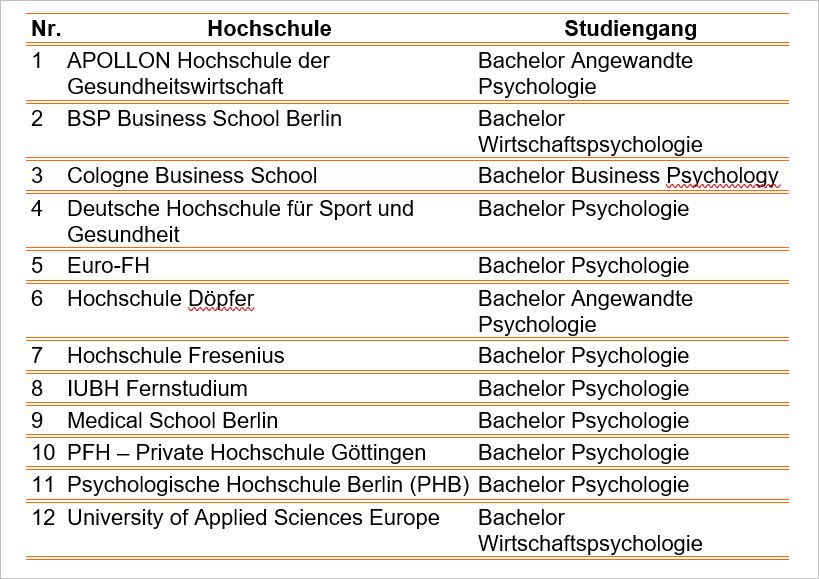 Nr. Hochschule Studiengang
1 APOLLON Hochschule der Bachelor Angewandte
Gesundheitswirtschaft Psychologie
2 BSP Business School Berlin Bachelor
Wirtschaftspsychologie
3 Cologne Business School Bachelor Business Psychology
4 Deutsche Hochschule für Sport und Bachelor Psychologie
Gesundheit
5 Euro-FH Bachelor Psychologie
6 Hochschule Döpfer Bachelor Angewandte
Psychologie
7 Hochschule Fresenius Bachelor Psychologie
8 IUBH Fernstudium Bachelor Psychologie
9 Medical School Berlin Bachelor Psychologie
10 PFH – Private Hochschule Göttingen Bachelor Psychologie
11 Psychologische Hochschule Berlin (PHB) Bachelor Psychologie
12 University of Applied Sciences Europe Bachelor
Wirtschaftspsychologie